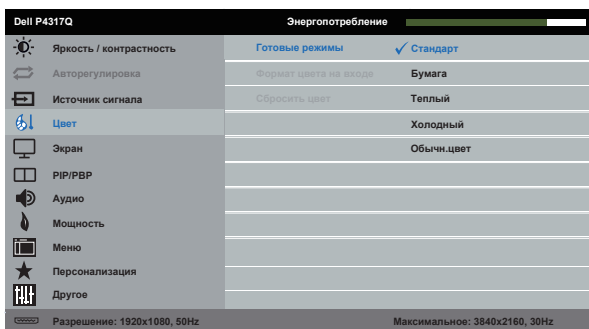 Dell P4317Q Энергопотребление
Яркость / контрастность Готовые режимы Стандарт
Авторегулировка Формат цвета на входе Бумага
Источник сигнала Сбросить цвет Теплый
Цвет Холодный
Экран Обычн.цвет
PIP/PBP
Аудио
Мощность
Меню
Персонализация
Другое
Разрешение: 1920x1080, 50Hz Максимальное: 3840x2160, 30Hz